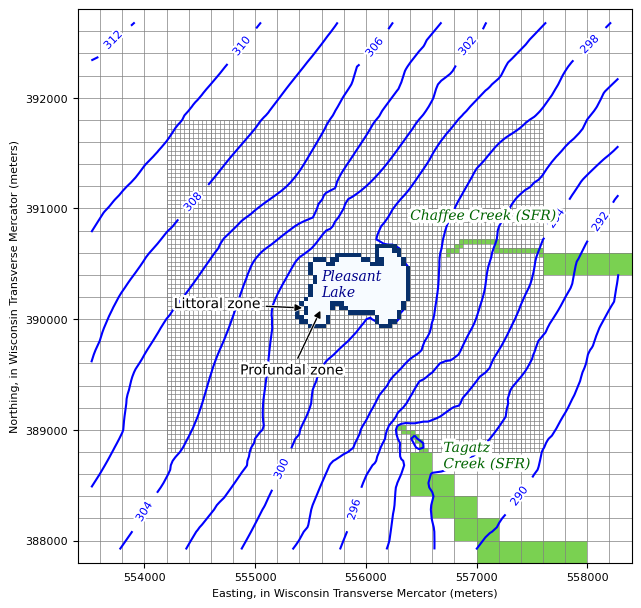 312
310
306
302
298
392000
308
391000
Chaffee Creek (SFR)
292
Pleasant
Lake
Littoral zone
390000
Profundal zone
389000
Tagatz
Creek (SFR)
300
304
296
290
388000
554000
555000
556000
557000
558000
Easting, in Wisconsin Transverse Mercator (meters)
Northing, in Wisconsin Transverse Mercator (meters)